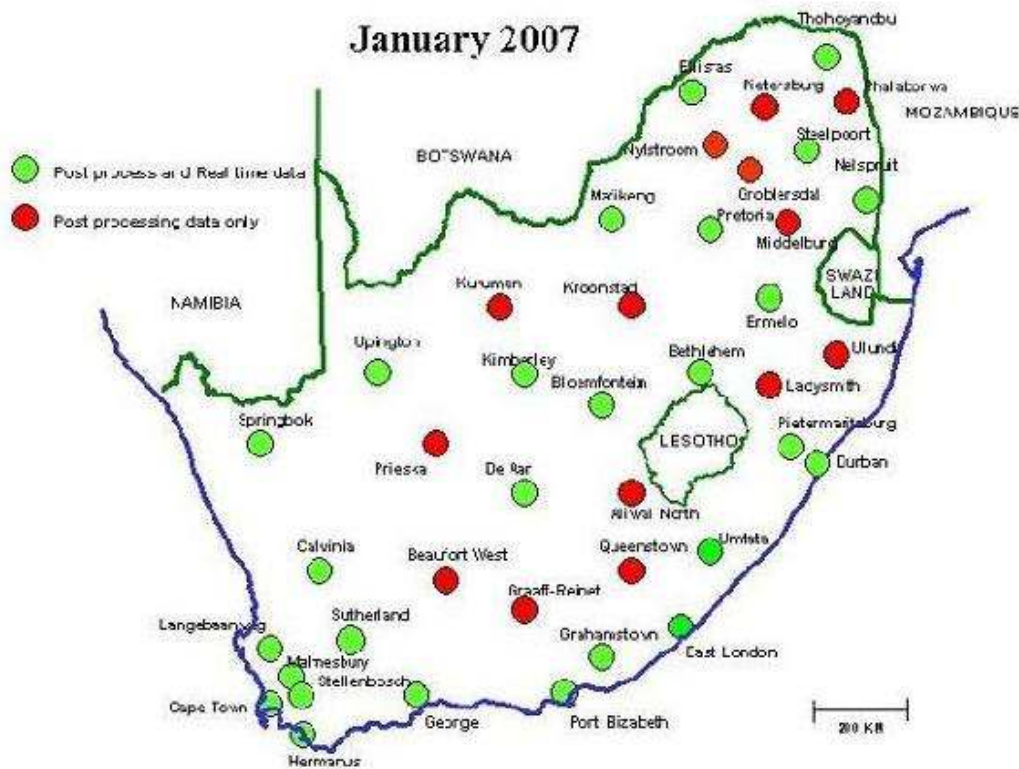 January 2007
Thohoyandou
Ellisras
Pietersburg
Phalaborwa
MOZAMBIQUE
BOTSWANA
Nylstroom
Steelpoort
Post process and Real time data
Nelspruit
Groblersdal
Mafikeng
Pretoria
Post processing data only
Middelburg
SWAZI
LAND
NAMIBIA
Kuruman
Kroonstad
Ermelo
Upington
Kimberley
Bethlehem
Ulundi
Bloemfontein
Ladysmith
Springbok
Pietermaritzburg
LESOTHO
Prieska
De Aar
Durban
Aliwal North
Calvinia
Beaufort West
Queenstown
Umtata
Graaff-Reinet
Langebaanweg
Sutherland
Grahamstown
East London
Malmesbury
Stellenbosch
Cape Town
George
Port Elizabeth
200 KM
Hermanus